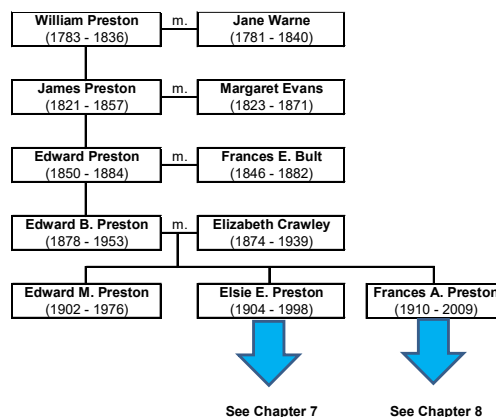 William Preston m. Jane Warne
(1783 - 1836) (1781 - 1840)
James Preston m. Margaret Evans
(1821 - 1857) (1823 - 1871)
Edward Preston m. Frances E. Bult
(1850 - 1884) (1846 - 1882)
Edward B. Preston m. Elizabeth Crawley
(1878 - 1953) (1874 - 1939)
Edward M. Preston Elsie E. Preston Frances A. Preston
(1902 - 1976) (1904 - 1998) (1910 - 2009)
See Chapter 7 See Chapter 8